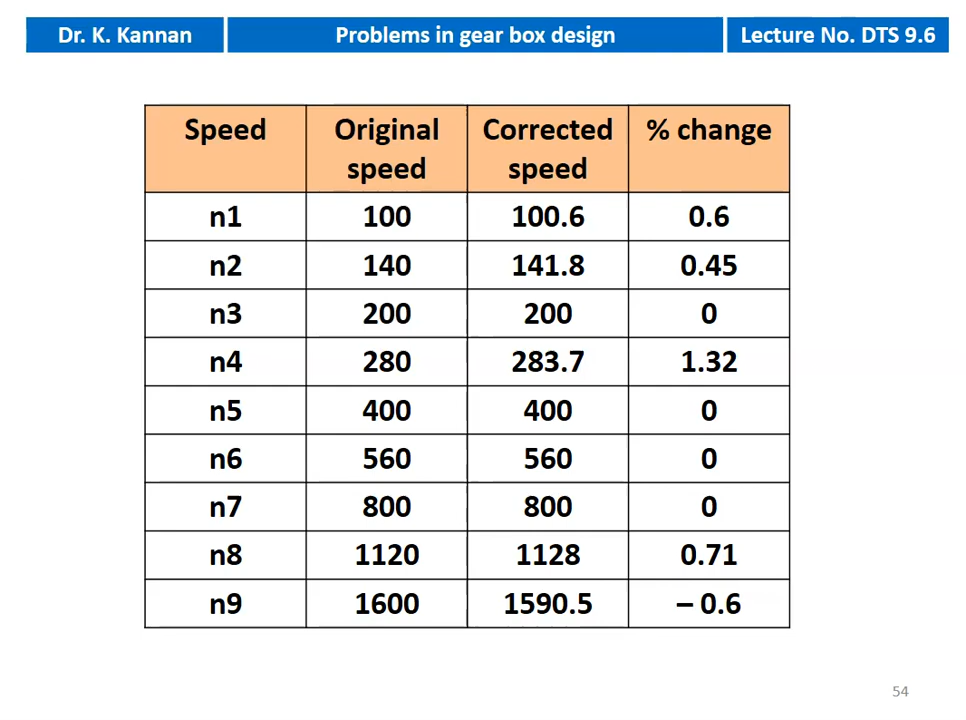 Dr. K. Kannan Problems in gear box design Lecture No. DTS 9.6
Speed Original speed Corrected speed % change
n1 100 100.6 0.6
n2 140 141.8 0.45
n3 200 200 0
n4 280 283.7 1.32
n5 400 400 0
n6 560 560 0
n7 800 800 0
n8 1120 1128 0.71
n9 1600 1590.5 – 0.6
54